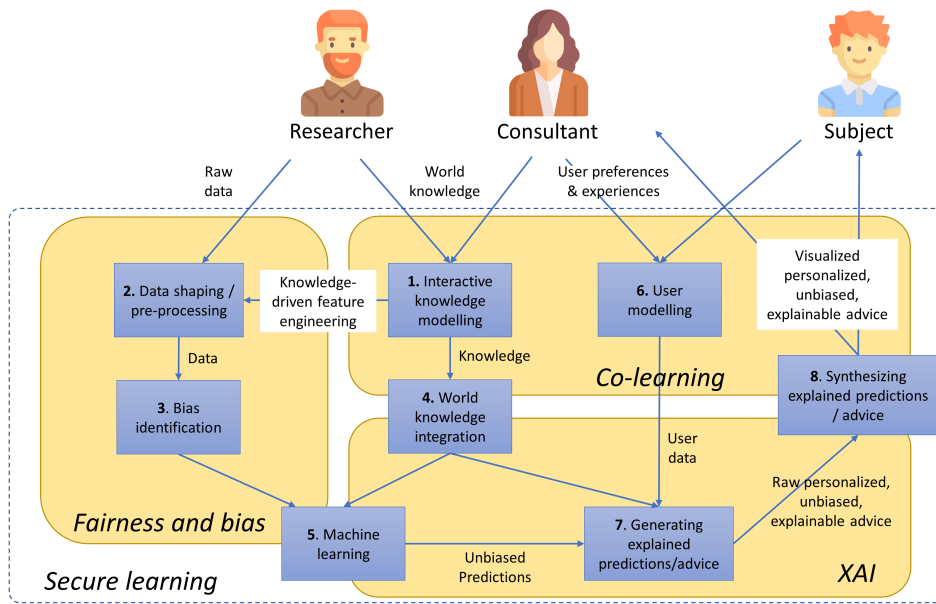 Researcher
Consultant
Subject
Raw
data
World
knowledge
User preferences
& experiences
Visualized
personalized,
unbiased,
explainable advice
2. Data shaping /
pre-processing
Knowledge-
driven feature
engineering
1. Interactive
knowledge
modelling
6. User
modelling
Data
Knowledge
Co-learning
8. Synthesizing
explained predictions
/ advice
3. Bias
identification
4. World
knowledge
integration
User
data
Raw personalized,
unbiased,
explainable advice
Fairness and bias
5. Machine
learning
Unbiased
Predictions
7. Generating
explained
predictions/advice
Secure learning
XAI